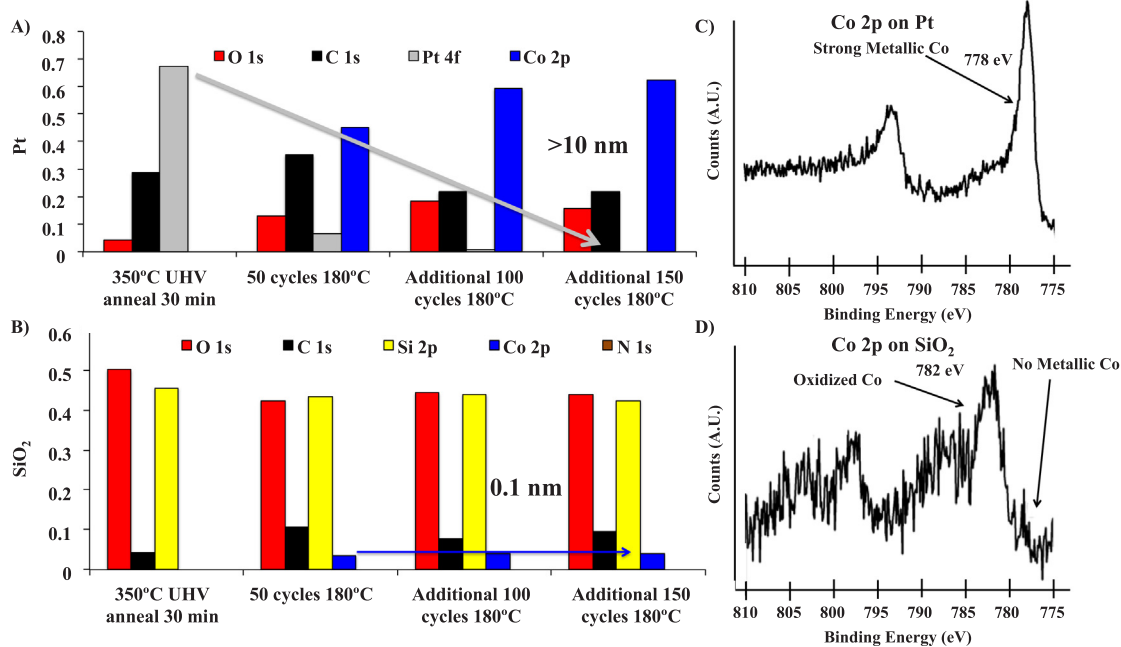 A)
0.8
0.7
0.6
0.5
0.4
0.3
0.2
0.1
0
Pt
O 1s C 1s Pt 4f Co 2p
>10 nm
350ºC UHV
anneal 30 min
50 cycles 180ºC
Additional 100
cycles 180ºC
Additional 150
cycles 180ºC
B)
0.6
0.5
0.4
0.3
0.2
0.1
0
SiO2
O 1s C 1s Si 2p Co 2p N 1s
0.1 nm
350ºC UHV
anneal 30 min
50 cycles 180ºC
Additional 100
cycles 180ºC
Additional 150
cycles 180ºC
C)
Co 2p on Pt
Strong Metallic Co
778 eV
Counts (A.U.)
810 805 800 795 790 785 780 775
Binding Energy (eV)
D)
Co 2p on SiO2
Oxidized Co
782 eV
No Metallic Co
Counts (A.U.)
810 805 800 795 790 785 780 775
Binding Energy (eV)